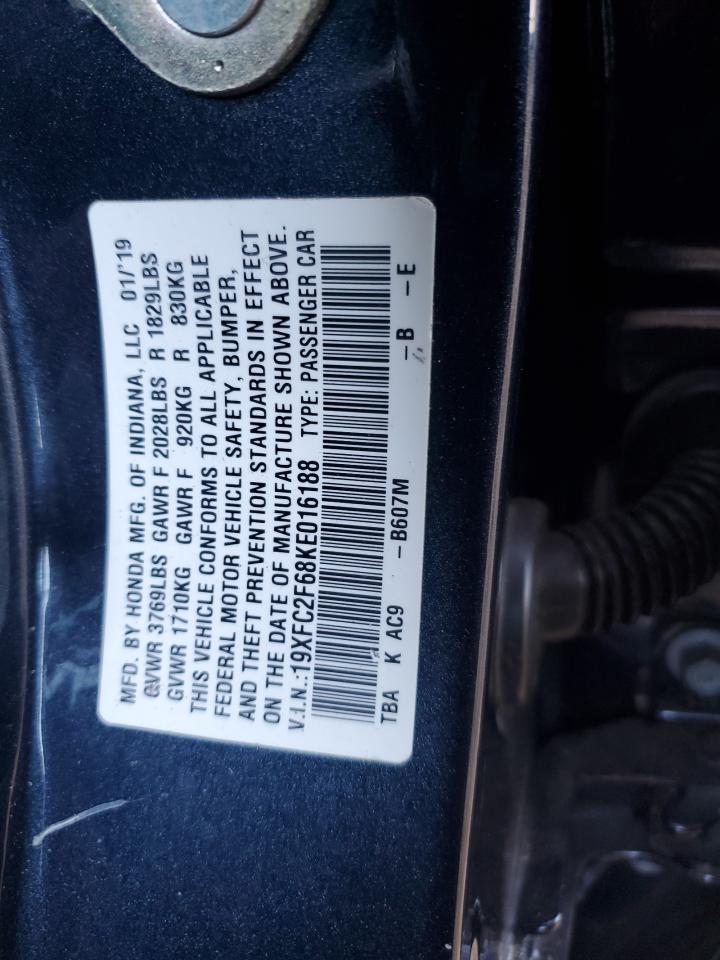 MFD. BY HONDA MFG. OF INDIANA, LLC 01/'19
GVWR 3769LBS GAWR F 2028LBS R 1829LBS
GVWR 1710KG GAWR F 920KG R 830KG
THIS VEHICLE CONFORMS TO ALL APPLICABLE
FEDERAL MOTOR VEHICLE SAFETY, BUMPER,
AND THEFT PREVENTION STANDARDS IN EFFECT
ON THE DATE OF MANUFACTURE SHOWN ABOVE.
V.I.N.:19XFC2F68KE016188 TYPE: PASSENGER CAR
TBA K AC9 -B607M -B -E